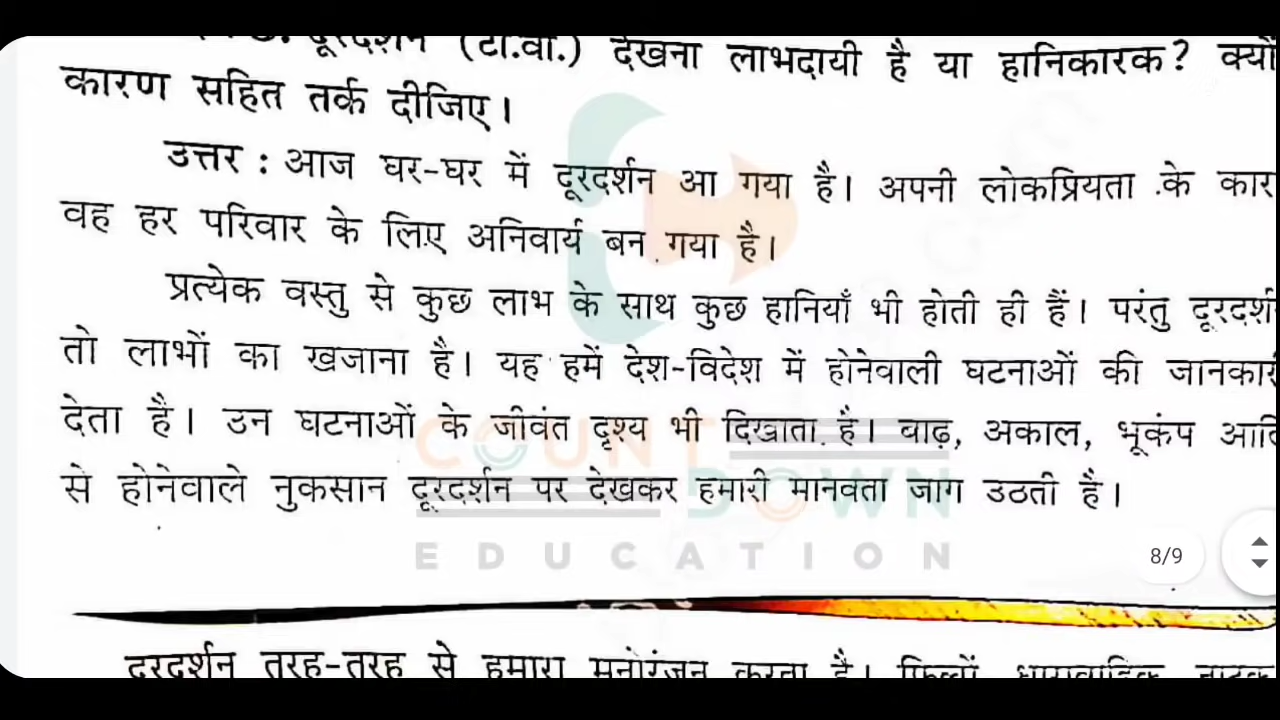 दूरदर्शन (टी.वी.) देखना लाभदायी है या हानिकारक? क्यों
कारण सहित तर्क दीजिए।
उत्तर : आज घर-घर में दूरदर्शन आ गया है। अपनी लोकप्रियता के कार
वह हर परिवार के लिए अनिवार्य बन गया है।
प्रत्येक वस्तु से कुछ लाभ के साथ कुछ हानियाँ भी होती ही हैं। परंतु दूरदर्श
तो लाभों का खजाना है। यह हमें देश-विदेश में होनेवाली घटनाओं की जानकारी
देता है। उन घटनाओं के जीवंत दृश्य भी दिखाता है। बाढ़, अकाल, भूकंप आदि
से होनेवाले नुकसान दूरदर्शन पर देखकर हमारी मानवता जाग उठती है।
COUNT
DOWN
EDUCATION
8/9
दूरदर्शन तरह-तरह से हमारा मनोरंजन करता है। फिल्मों, धारावाहिक, नाटक